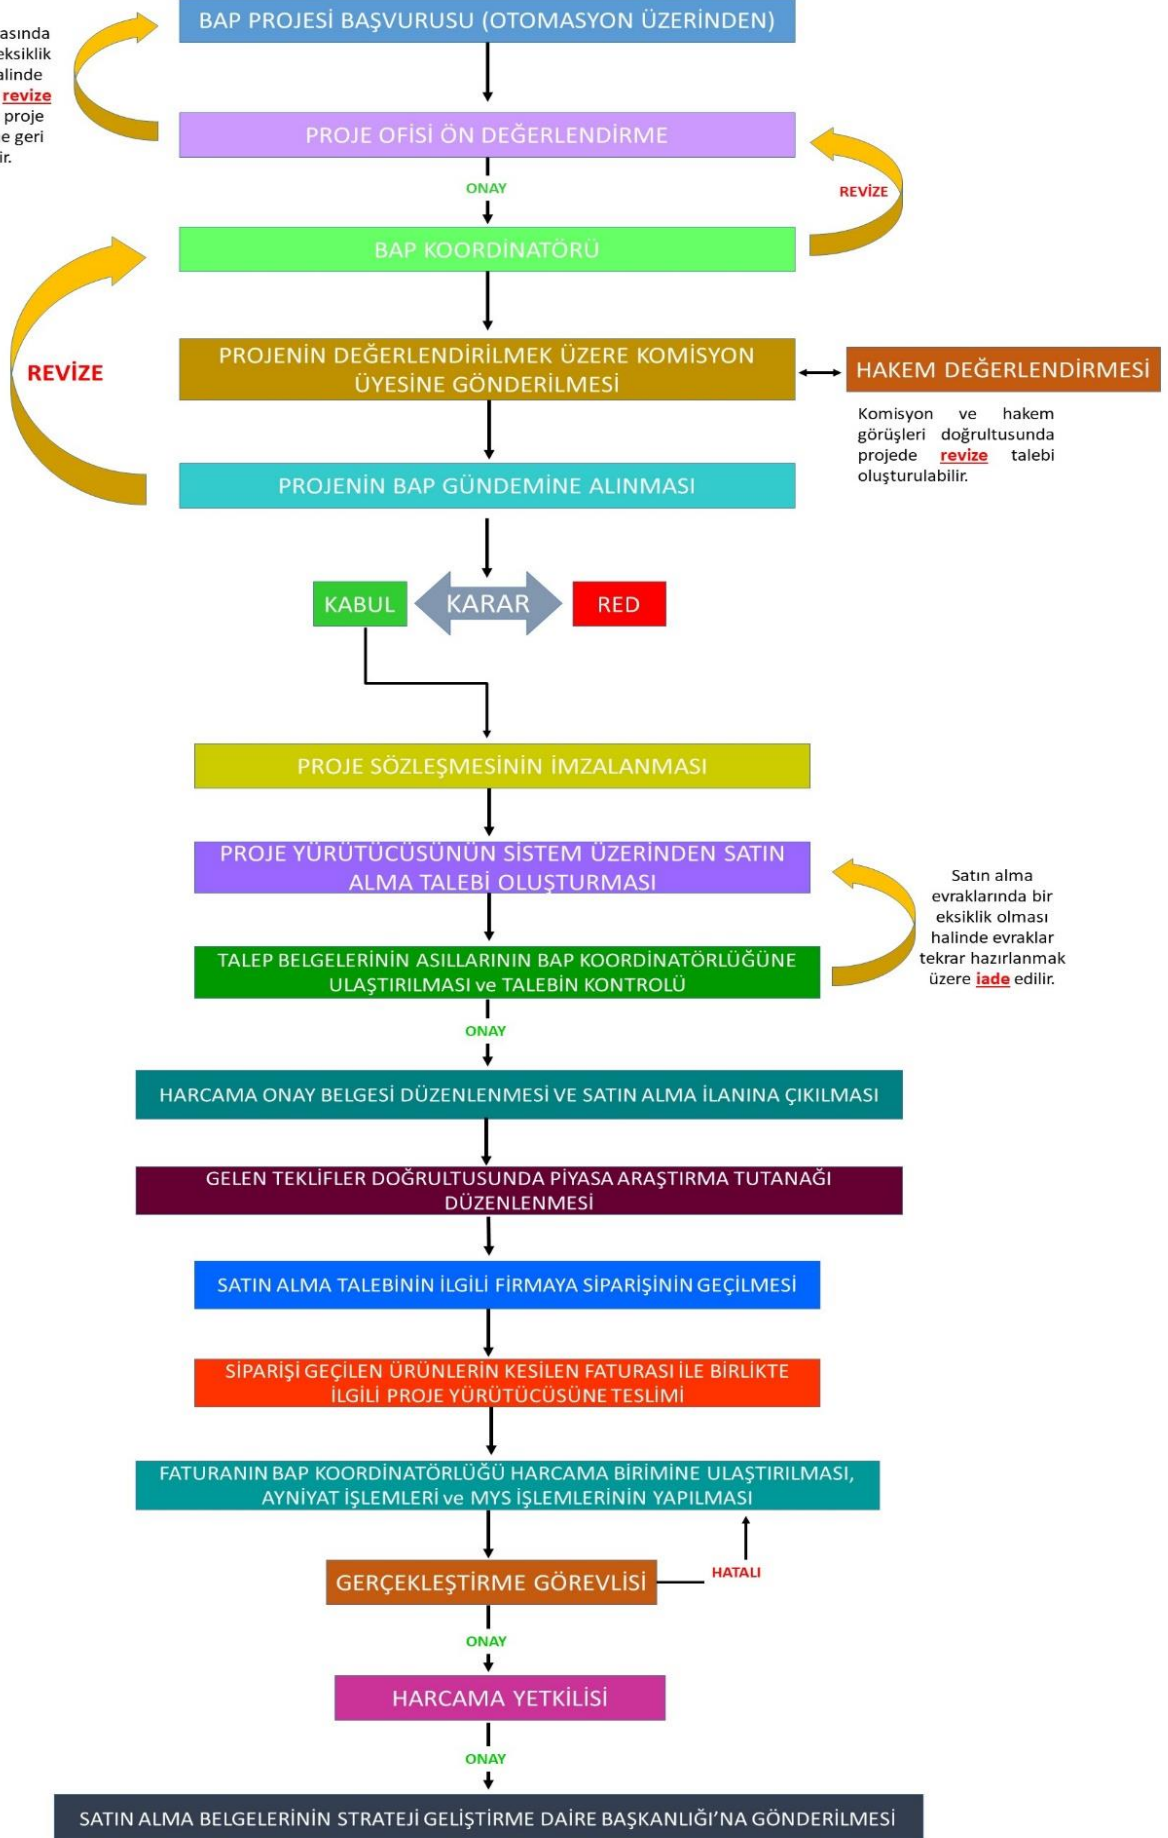 BAP PROJESİ BAŞVURUSU (OTOMASYON ÜZERİNDEN)
eksiklik
revize
proje
geri
PROJE OFİSİ ÖN DEĞERLENDİRME
ONAY
REVİZE
BAP KOORDİNATÖRÜ
REVİZE
PROJENİN DEĞERLENDİRİLMEK ÜZERE KOMİSYON
ÜYESİNE GÖNDERİLMESİ
HAKEM DEĞERLENDİRMESİ
Komisyon ve hakem
görüşleri doğrultusunda
projede revize talebi
oluşturulabilir.
PROJENİN BAP GÜNDEMİNE ALINMASI
KABUL
KARAR
RED
PROJE SÖZLEŞMESİNİN İMZALANMASI
PROJE YÜRÜTÜCÜSÜNÜN SİSTEM ÜZERİNDEN SATIN
ALMA TALEBİ OLUŞTURMASI
Satın alma
evraklarında bir
eksiklik olması
halinde evraklar
tekrar hazırlanmak
üzere iade edilir.
TALEP BELGELERİNİN ASILLARININ BAP KOORDİNATÖRLÜĞÜNE
ULAŞTIRILMASI ve TALEBİN KONTROLÜ
ONAY
HARCAMA ONAY BELGESİ DÜZENLENMESİ VE SATIN ALMA İLANINA ÇIKILMASI
GELEN TEKLİFLER DOĞRULTUSUNDA PİYASA ARAŞTIRMA TUTANAĞI
DÜZENLENMESİ
SATIN ALMA TALEBİNİN İLGİLİ FİRMAYA SİPARİŞİNİN GEÇİLMESİ
SİPARİŞİ GEÇİLEN ÜRÜNLERİN KESİLEN FATURASI İLE BİRLİKTE
İLGİLİ PROJE YÜRÜTÜCÜSÜNE TESLİMİ
FATURANIN BAP KOORDİNATÖRLÜĞÜ HARCAMA BİRİMİNE ULAŞTIRILMASI,
AYNİYAT İŞLEMLERİ ve MYS İŞLEMLERİNİN YAPILMASI
GERÇEKLEŞTİRME GÖREVLİSİ
HATALI
ONAY
HARCAMA YETKİLİSİ
ONAY
SATIN ALMA BELGELERİNİN STRATEJİ GELİŞTİRME DAİRE BAŞKANLIĞI’NA GÖNDERİLMESİ